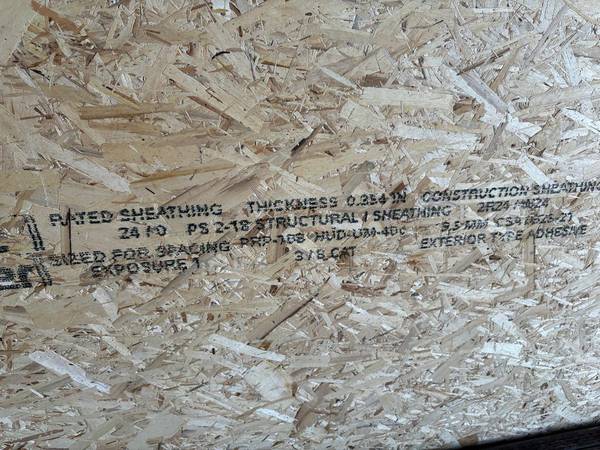 RATED SHEATHING THICKNESS 0.354 IN CONSTRUCTION SHEATHING
24/0 PS 2-18 STRUCTURAL I SHEATHING 2R24/W24
SIZED FOR SPACING PRP-108 HUD-UM-40c 9,5 MM CSA O325-21
EXPOSURE 1 3/8 CAT EXTERIOR TYPE ADHESIVE